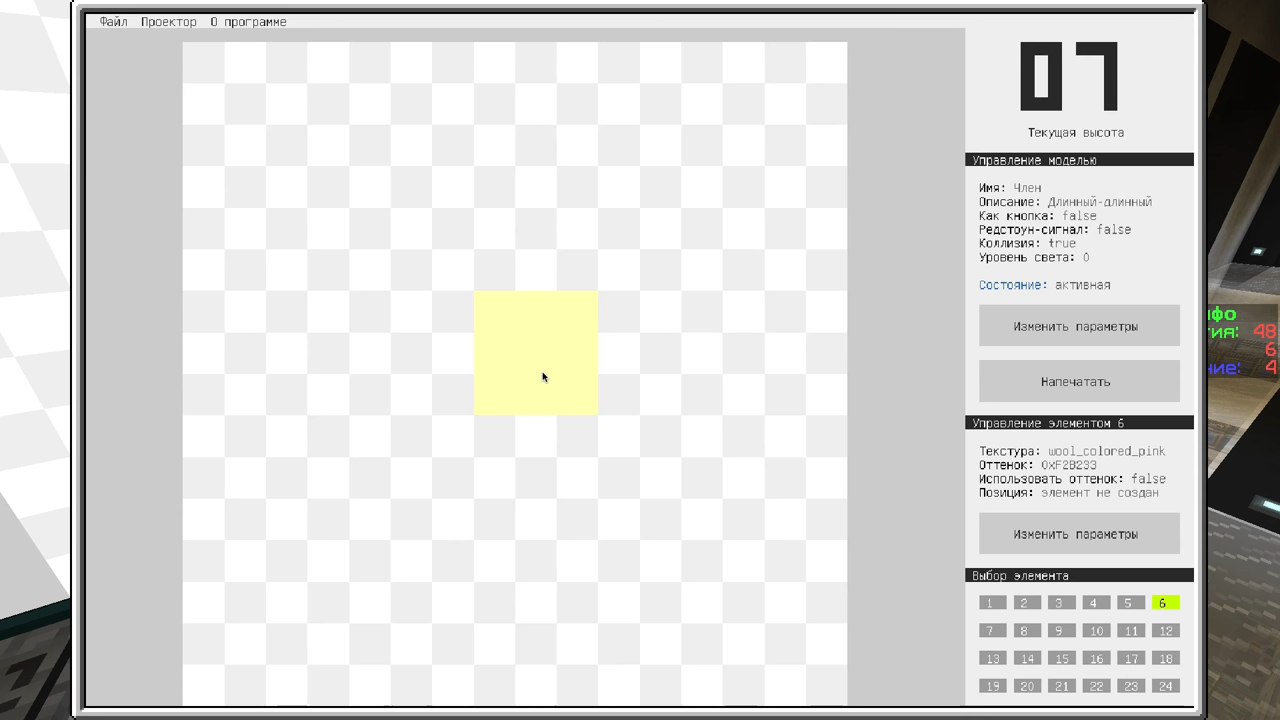 Файл Проектор О программе
07
Текущая высота
Управление моделью
Имя: Член
Описание: Длинный-длинный
Как кнопка: false
Редстоун-сигнал: false
Коллизия: true
Уровень света: 0
Состояние: активная
Изменить параметры
Напечатать
Управление элементом 6
Текстура: wool_colored_pink
Оттенок: 0xF2B233
Использовать оттенок: false
Позиция: элемент не создан
Изменить параметры
Выбор элемента
1 2 3 4 5 6
7 8 9 10 11 12
13 14 15 16 17 18
19 20 21 22 23 24
48
6
4